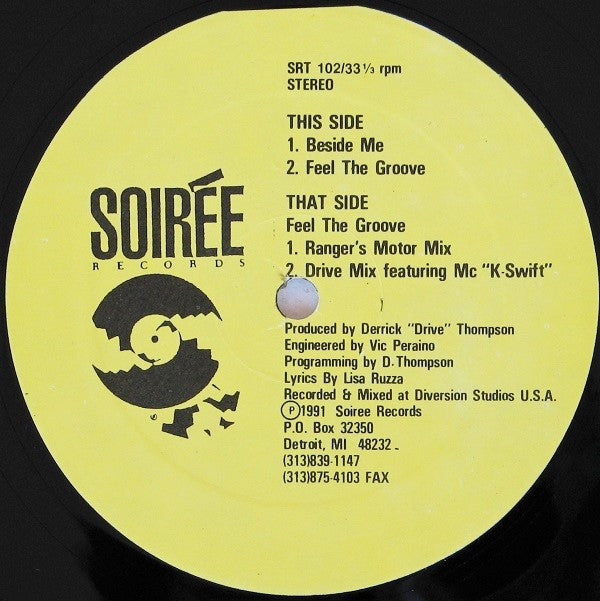 SRT 102/33 ⅓ rpm
STEREO
THIS SIDE
1. Beside Me
2. Feel The Groove
THAT SIDE
Feel The Groove
1. Ranger's Motor Mix
2. Drive Mix featuring Mc "K-Swift"
SOIRÉE
RECORDS
Produced by Derrick "Drive" Thompson
Engineered by Vic Peraino
Programming by D. Thompson
Lyrics By Lisa Ruzza
Recorded & Mixed at Diversion Studios U.S.A.
Ⓟ1991 Soiree Records
P.O. Box 32350
Detroit, MI 48232
(313)839-1147
(313)875-4103 FAX